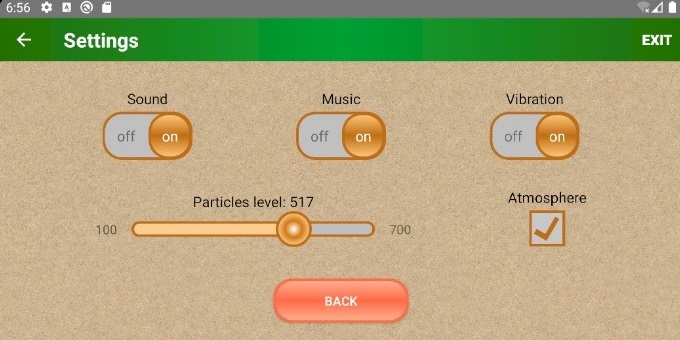 6:56
Settings
EXIT
Sound
Music
Vibration
off on
off on
off on
Particles level: 517
Atmosphere
100
700
BACK